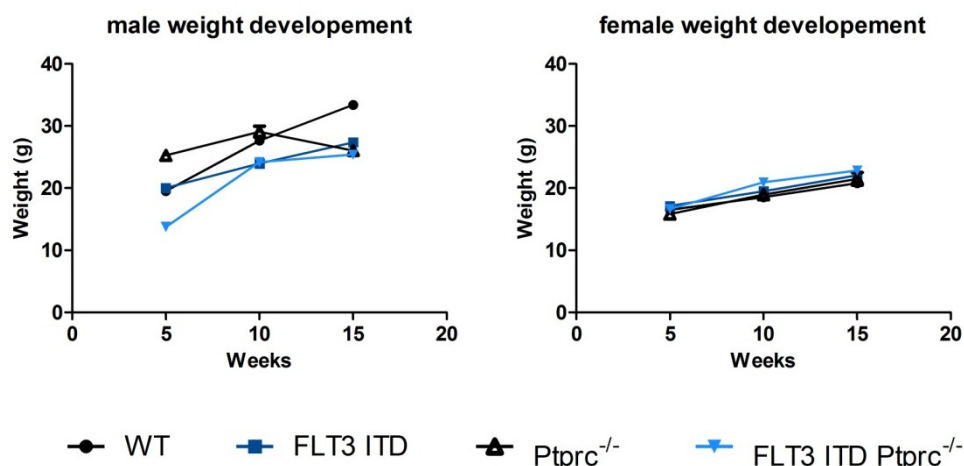 male weight developement
female weight developement
Weight (g)
40
30
20
10
0
0
5
10
15
20
Weeks
Weight (g)
40
30
20
10
0
0
5
10
15
20
Weeks
WT
FLT3 ITD
Ptprc⁻/⁻
FLT3 ITD Ptprc⁻/⁻